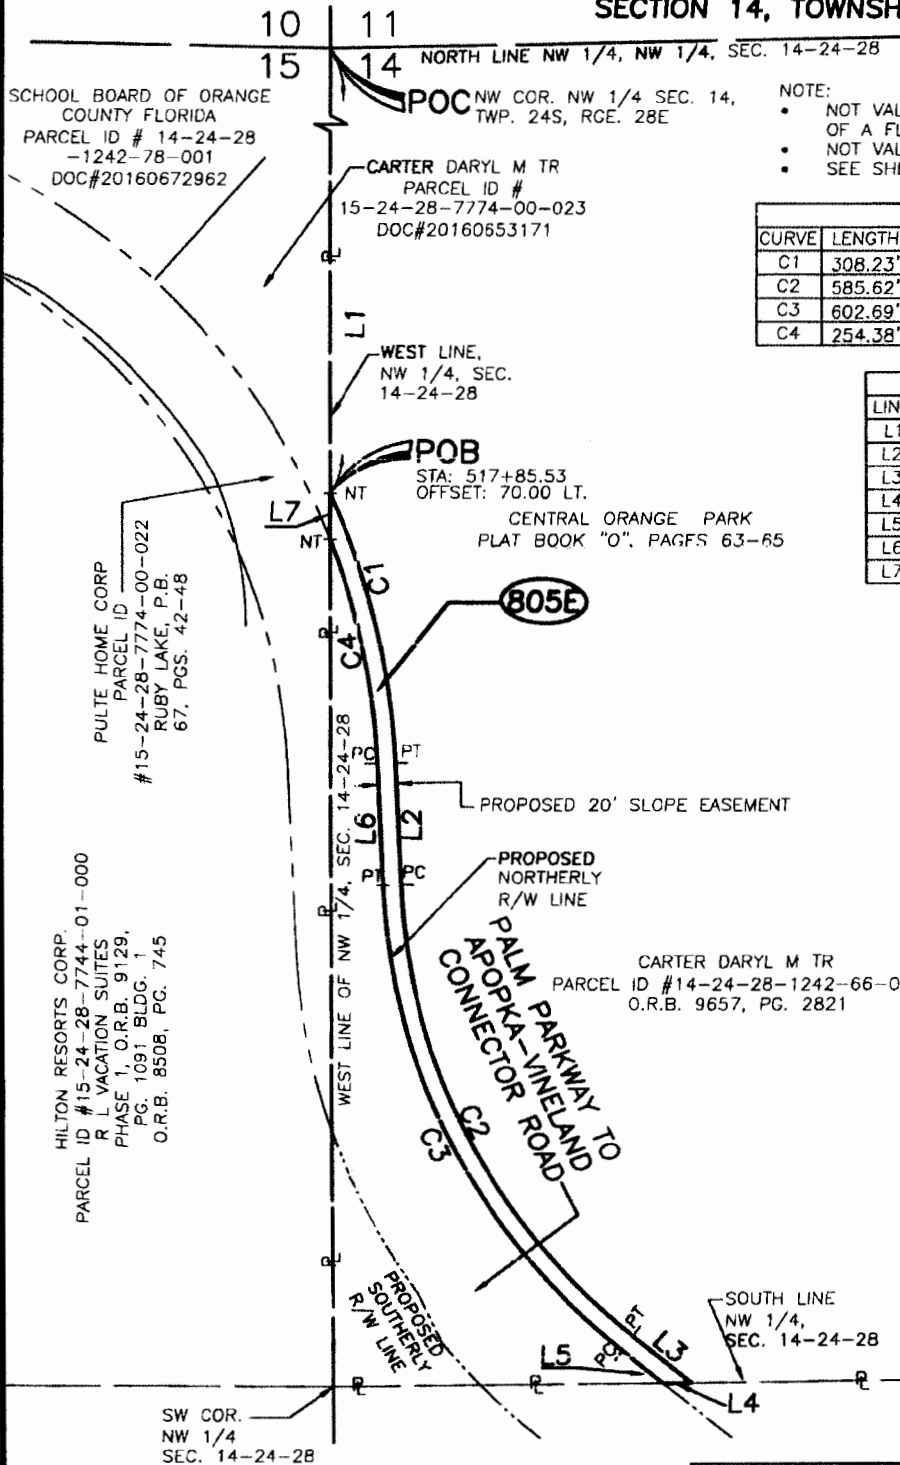 SECTION 14, TOWNSH
10 11
15 14
NORTH LINE NW 1/4, NW 1/4, SEC. 14-24-28
POC
NW COR. NW 1/4 SEC. 14,
TWP. 24S, RGE. 28E
SCHOOL BOARD OF ORANGE
COUNTY FLORIDA
PARCEL ID # 14-24-28
-1242-78-001
DOC#20160672962
NOTE:
• NOT VAL
OF A FL
• NOT VAL
• SEE SHE
CARTER DARYL M TR
PARCEL ID #
15-24-28-7774-00-023
DOC#20160653171
CURVE LENGTH
C1 308.23'
C2 585.62'
C3 602.69'
C4 254.38'
L1
WEST LINE,
NW 1/4, SEC.
14-24-28
LIN
L1
L2
L3
L4
L5
L6
L7
POB
STA: 517+85.53
OFFSET: 70.00 LT.
NT
L7
NT
CENTRAL ORANGE PARK
PLAT BOOK "O", PAGES 63-65
C1
805E
C4
PULTE HOME CORP
PARCEL ID
#15-24-28-7774-00-022
RUBY LAKE, P.B.
67, PGS. 42-48
PC PT
PROPOSED 20' SLOPE EASEMENT
L6 L2
PT PC
PROPOSED
NORTHERLY
R/W LINE
WEST LINE OF NW 1/4, SEC. 14-24-28
HILTON RESORTS CORP.
PARCEL ID #15-24-28-7744-01-000
R L VACATION SUITES
PHASE 1, O.R.B. 9129,
PG. 1091 BLDG. 1
O.R.B. 8508, PG. 745
PALM PARKWAY TO
APOPKA-VINELAND
CONNECTOR ROAD
CARTER DARYL M TR
PARCEL ID #14-24-28-1242-66-0
O.R.B. 9657, PG. 2821
C2
C3
PROPOSED
SOUTHERLY
R/W LINE
SOUTH LINE
NW 1/4,
SEC. 14-24-28
PT
L3
PC
L5
L4
SW COR.
NW 1/4
SEC. 14-24-28